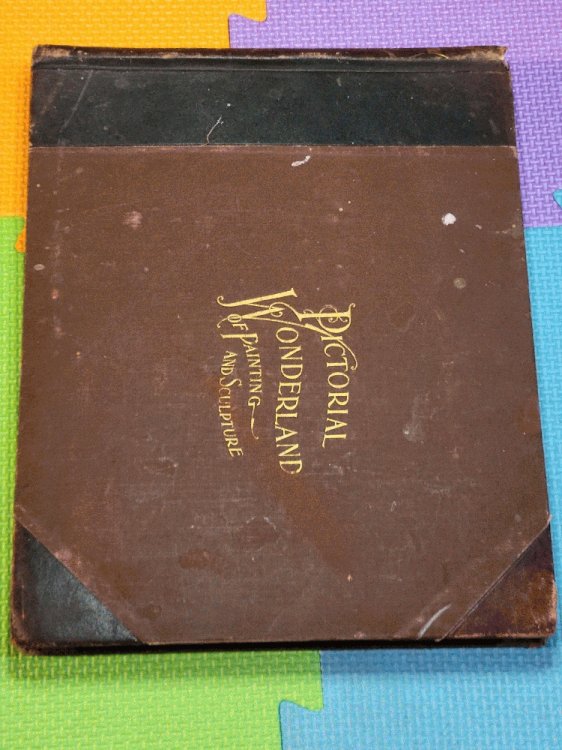 PICTORIAL
WONDERLAND
OF PAINTING
AND SCULPTURE